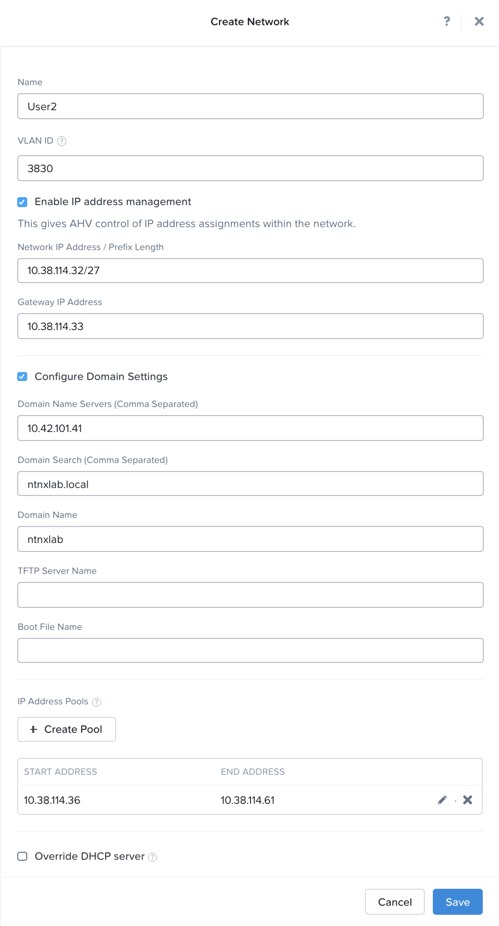 Create Network
?
Name
User2
VLAN ID ?
3830
Enable IP address management
This gives AHV control of IP address assignments within the network.
Network IP Address / Prefix Length
10.38.114.32/27
Gateway IP Address
10.38.114.33
Configure Domain Settings
Domain Name Servers (Comma Separated)
10.42.101.41
Domain Search (Comma Separated)
ntnxlab.local
Domain Name
ntnxlab
TFTP Server Name
Boot File Name
IP Address Pools ?
+ Create Pool
START ADDRESS END ADDRESS
10.38.114.36 10.38.114.61
Override DHCP server ?
Cancel Save